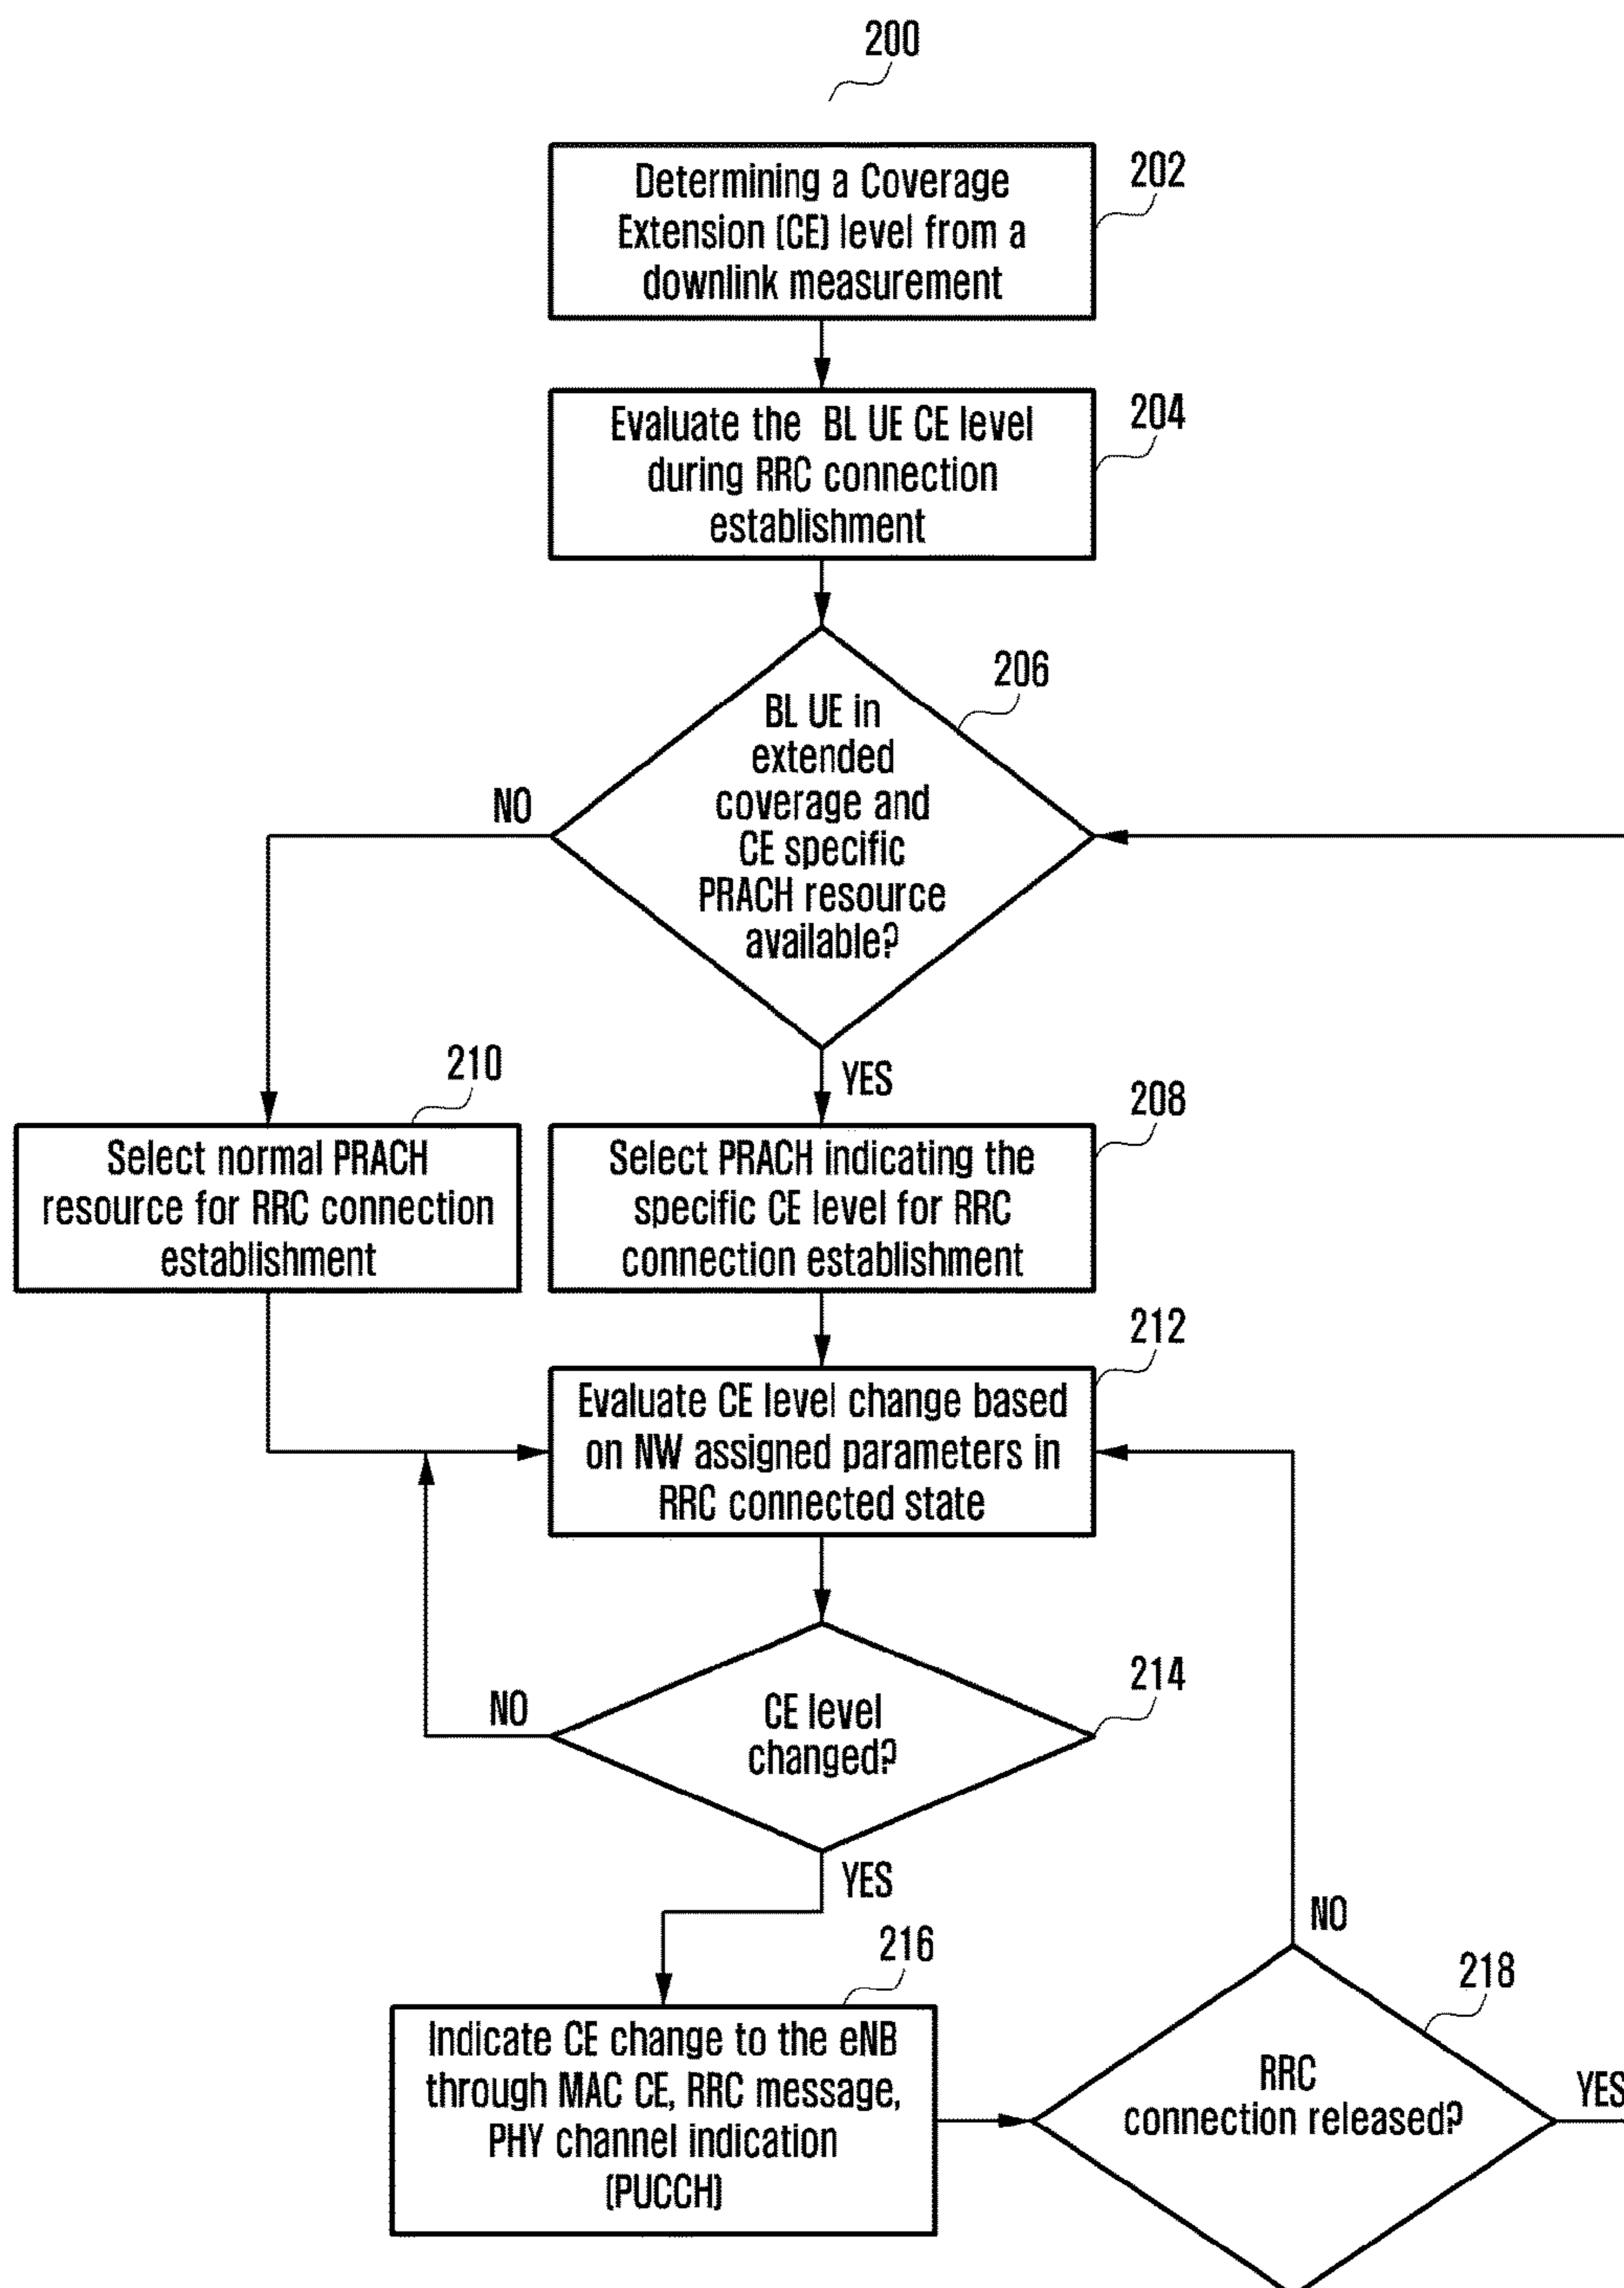 200
202
Determining a Coverage
Extension (CE) level from a
downlink measurement
204
Evaluate the BL UE CE level
during RRC connection
establishment
206
BL UE in
extended
coverage and
CE specific
PRACH resource
available?
NO
YES
210
Select normal PRACH
resource for RRC connection
establishment
208
Select PRACH indicating the
specific CE level for RRC
connection establishment
212
Evaluate CE level change based
on NW assigned parameters in
RRC connected state
214
CE level
changed?
NO
YES
216
Indicate CE change to the eNB
through MAC CE, RRC message,
PHY channel indication
(PUCCH)
NO
218
RRC
connection released?
YES